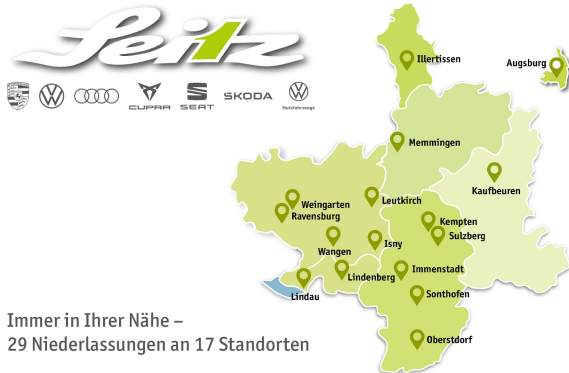 Seitz
CUPRA
SEAT
SKODA
Nutzfahrzeuge
Illertissen
Augsburg
Memmingen
Kaufbeuren
Leutkirch
Weingarten
Ravensburg
Kempten
Sulzberg
Wangen
Isny
Lindenberg
Immenstadt
Lindau
Sonthofen
Oberstdorf
Immer in Ihrer Nähe –
29 Niederlassungen an 17 Standorten